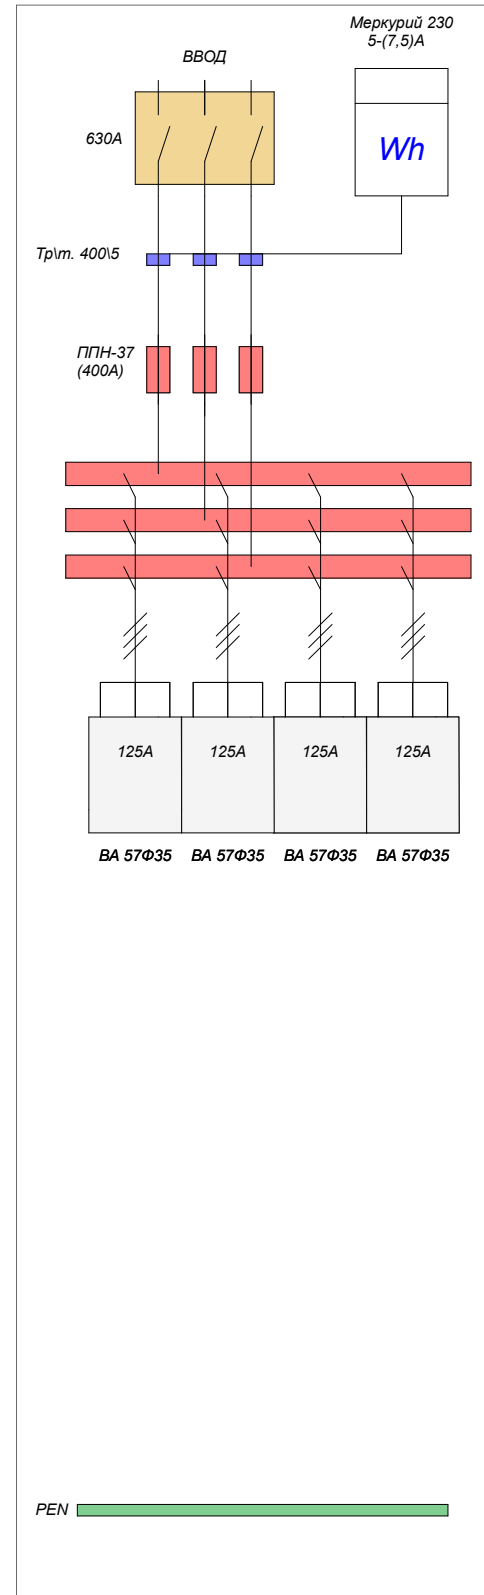 Меркурий 230
5-(7,5)А
ВВОД
630А
Wh
Тр\т. 400\5
ППН-37
(400А)
125А 125А 125А 125А
ВА 57Ф35 ВА 57Ф35 ВА 57Ф35 ВА 57Ф35
PEN